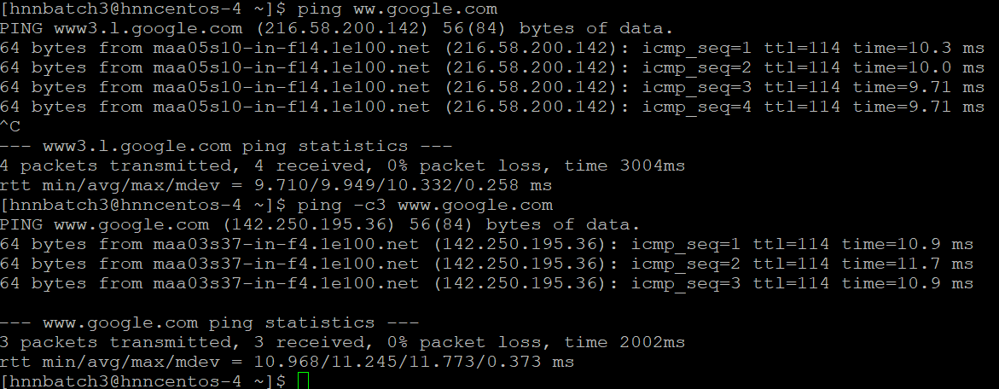 [hnnbatch3@hnncentos-4 ~]$ ping ww.google.com
PING www3.l.google.com (216.58.200.142) 56(84) bytes of data.
64 bytes from maa05s10-in-f14.1e100.net (216.58.200.142): icmp_seq=1 ttl=114 time=10.3 ms
64 bytes from maa05s10-in-f14.1e100.net (216.58.200.142): icmp_seq=2 ttl=114 time=10.0 ms
64 bytes from maa05s10-in-f14.1e100.net (216.58.200.142): icmp_seq=3 ttl=114 time=9.71 ms
64 bytes from maa05s10-in-f14.1e100.net (216.58.200.142): icmp_seq=4 ttl=114 time=9.71 ms
^C
--- www3.l.google.com ping statistics ---
4 packets transmitted, 4 received, 0% packet loss, time 3004ms
rtt min/avg/max/mdev = 9.710/9.949/10.332/0.258 ms
[hnnbatch3@hnncentos-4 ~]$ ping -c3 www.google.com
PING www.google.com (142.250.195.36) 56(84) bytes of data.
64 bytes from maa03s37-in-f4.1e100.net (142.250.195.36): icmp_seq=1 ttl=114 time=10.9 ms
64 bytes from maa03s37-in-f4.1e100.net (142.250.195.36): icmp_seq=2 ttl=114 time=11.7 ms
64 bytes from maa03s37-in-f4.1e100.net (142.250.195.36): icmp_seq=3 ttl=114 time=10.9 ms
--- www.google.com ping statistics ---
3 packets transmitted, 3 received, 0% packet loss, time 2002ms
rtt min/avg/max/mdev = 10.968/11.245/11.773/0.373 ms
[hnnbatch3@hnncentos-4 ~]$